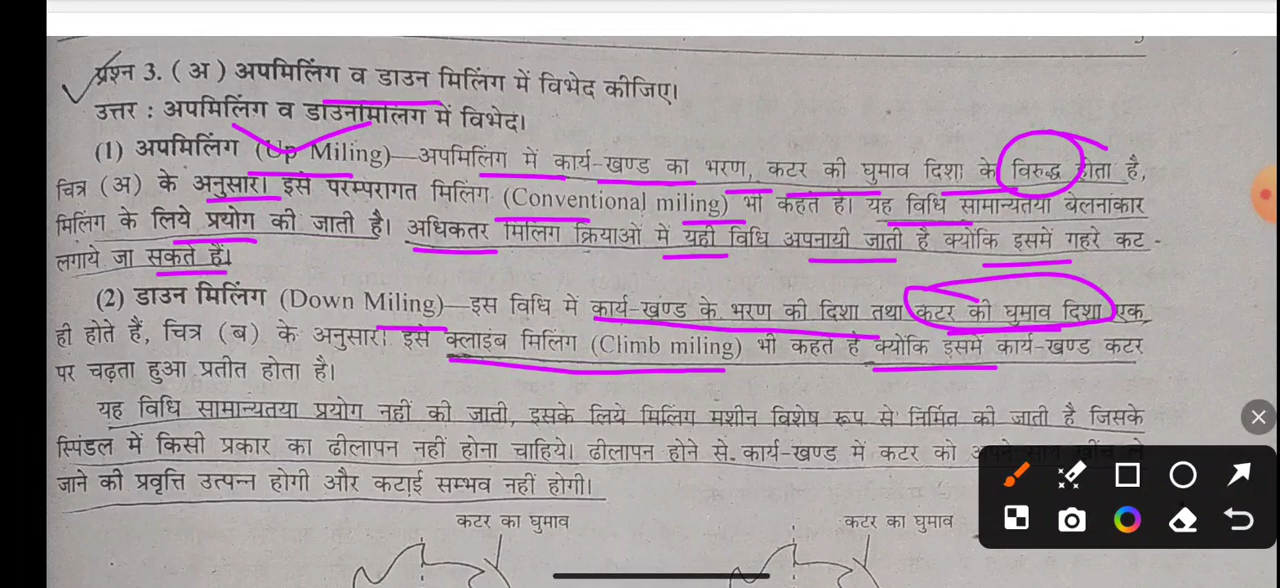 प्रश्न 3. ( अ ) अपमिलिंग व डाउन मिलिंग में विभेद कीजिए।
उत्तर : अपमिलिंग व डाउनमिलिंग में विभेद।
(1) अपमिलिंग (Up Miling)—अपमिलिंग में कार्य-खण्ड का भरण, कटर की घुमाव दिशा के विरुद्ध होता है,
चित्र (अ) के अनुसार। इसे परम्परागत मिलिंग (Conventional miling) भी कहते है। यह विधि सामान्यतया बेलनाकार
मिलिंग के लिये प्रयोग की जाती है। अधिकतर मिलिंग क्रियाओं में यही विधि अपनायी जाती है क्योंकि इसमें गहरे कट -
लगाये जा सकते हैं।
(2) डाउन मिलिंग (Down Miling)—इस विधि में कार्य-खण्ड के भरण की दिशा तथा कटर की घुमाव दिशा एक
ही होते हैं, चित्र (ब) के अनुसार। इसे क्लाइंब मिलिंग (Climb miling) भी कहते है क्योंकि इसमें कार्य-खण्ड कटर
पर चढ़ता हुआ प्रतीत होता है।
यह विधि सामान्यतया प्रयोग नहीं की जाती, इसके लिये मिलिंग मशीन विशेष रूप से निर्मित की जाती है जिसके
स्पिंडल में किसी प्रकार का ढीलापन नहीं होना चाहिये। ढीलापन होने से कार्य-खण्ड में कटर को
जाने की प्रवृत्ति उत्पन्न होगी और कटाई सम्भव नहीं होगी।
कटर का घुमाव कटर का घुमाव